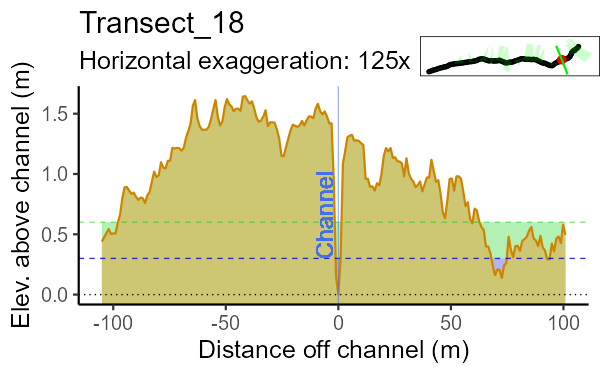 Transect_18
Horizontal exaggeration: 125x
Elev. above channel (m)
1.5
1.0
0.5
0.0
Channel
-100
-50
0
50
100
Distance off channel (m)